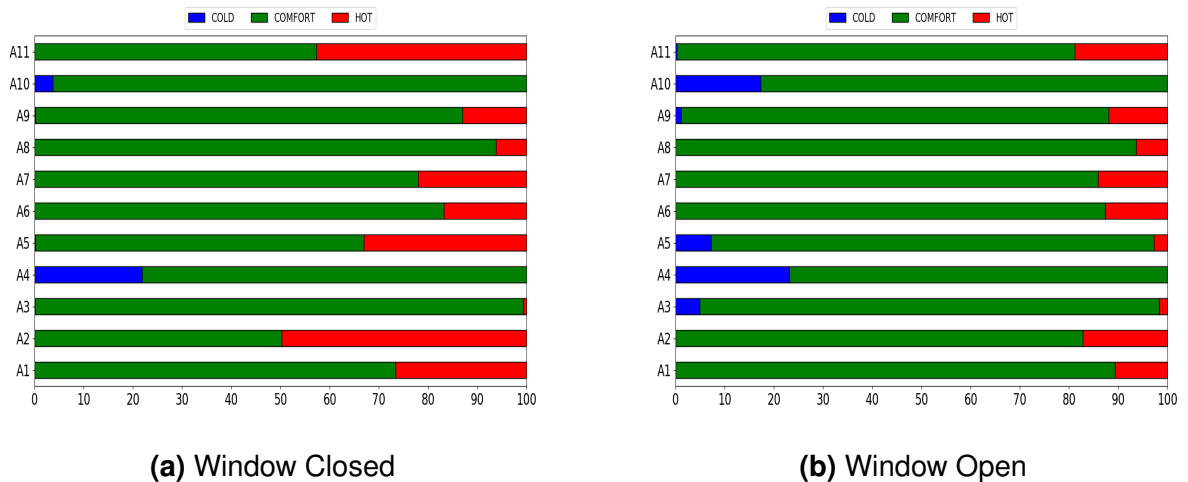 COLD COMFORT HOT
A11
A10
A9
A8
A7
A6
A5
A4
A3
A2
A1
0 10 20 30 40 50 60 70 80 90 100
(a) Window Closed
COLD COMFORT HOT
A11
A10
A9
A8
A7
A6
A5
A4
A3
A2
A1
0 10 20 30 40 50 60 70 80 90 100
(b) Window Open